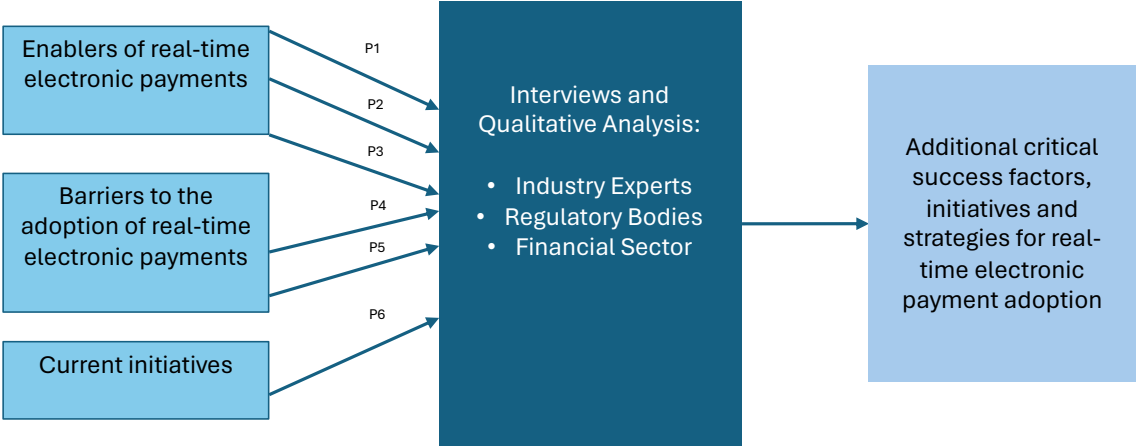 Enablers of real-time
electronic payments
Barriers to the
adoption of real-time
electronic payments
Current initiatives
P1
P2
P3
P4
P5
P6
Interviews and
Qualitative Analysis:
• Industry Experts
• Regulatory Bodies
• Financial Sector
Additional critical
success factors,
initiatives and
strategies for real-
time electronic
payment adoption